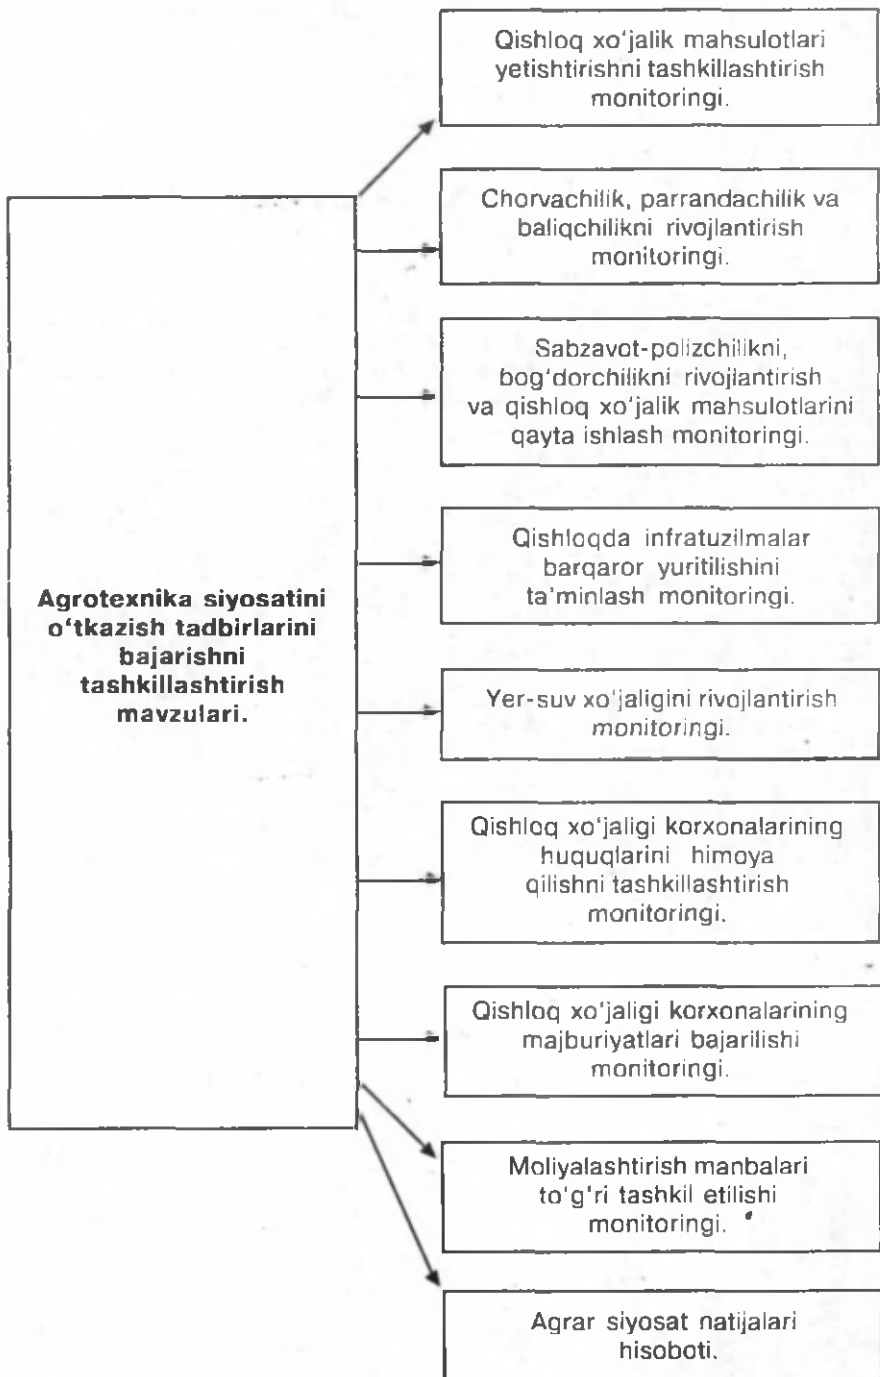 Qishloq xo'jalik mahsulotlari
yetishtirishni tashkillashtirish
monitoringi.
Chorvachilik, parrandachilik va
baliqchilikni rivojlantirish
monitoringi.
Sabzavot-polizchilikni,
bog'dorchilikni rivojlantirish
va qishloq xo'jalik mahsulotlarini
qayta ishlash monitoringi.
Qishloqda infratuzilmalar
barqaror yuritilishini
ta'minlash monitoringi.
Agrotexnika siyosatini
o'tkazish tadbirlarini
bajarishni
tashkillashtirish
mavzulari.
Yer-suv xo'jaligini rivojlantirish
monitoringi.
Qishloq xo'jaligi korxonalarining
huquqlarini himoya
qilishni tashkillashtirish
monitoringi.
Qishloq xo'jaligi korxonalarining
majburiyatlari bajarilishi
monitoringi.
Moliyalashtirish manbalari
to'g'ri tashkil etilishi
monitoringi.
Agrar siyosat natijalari
hisoboti.